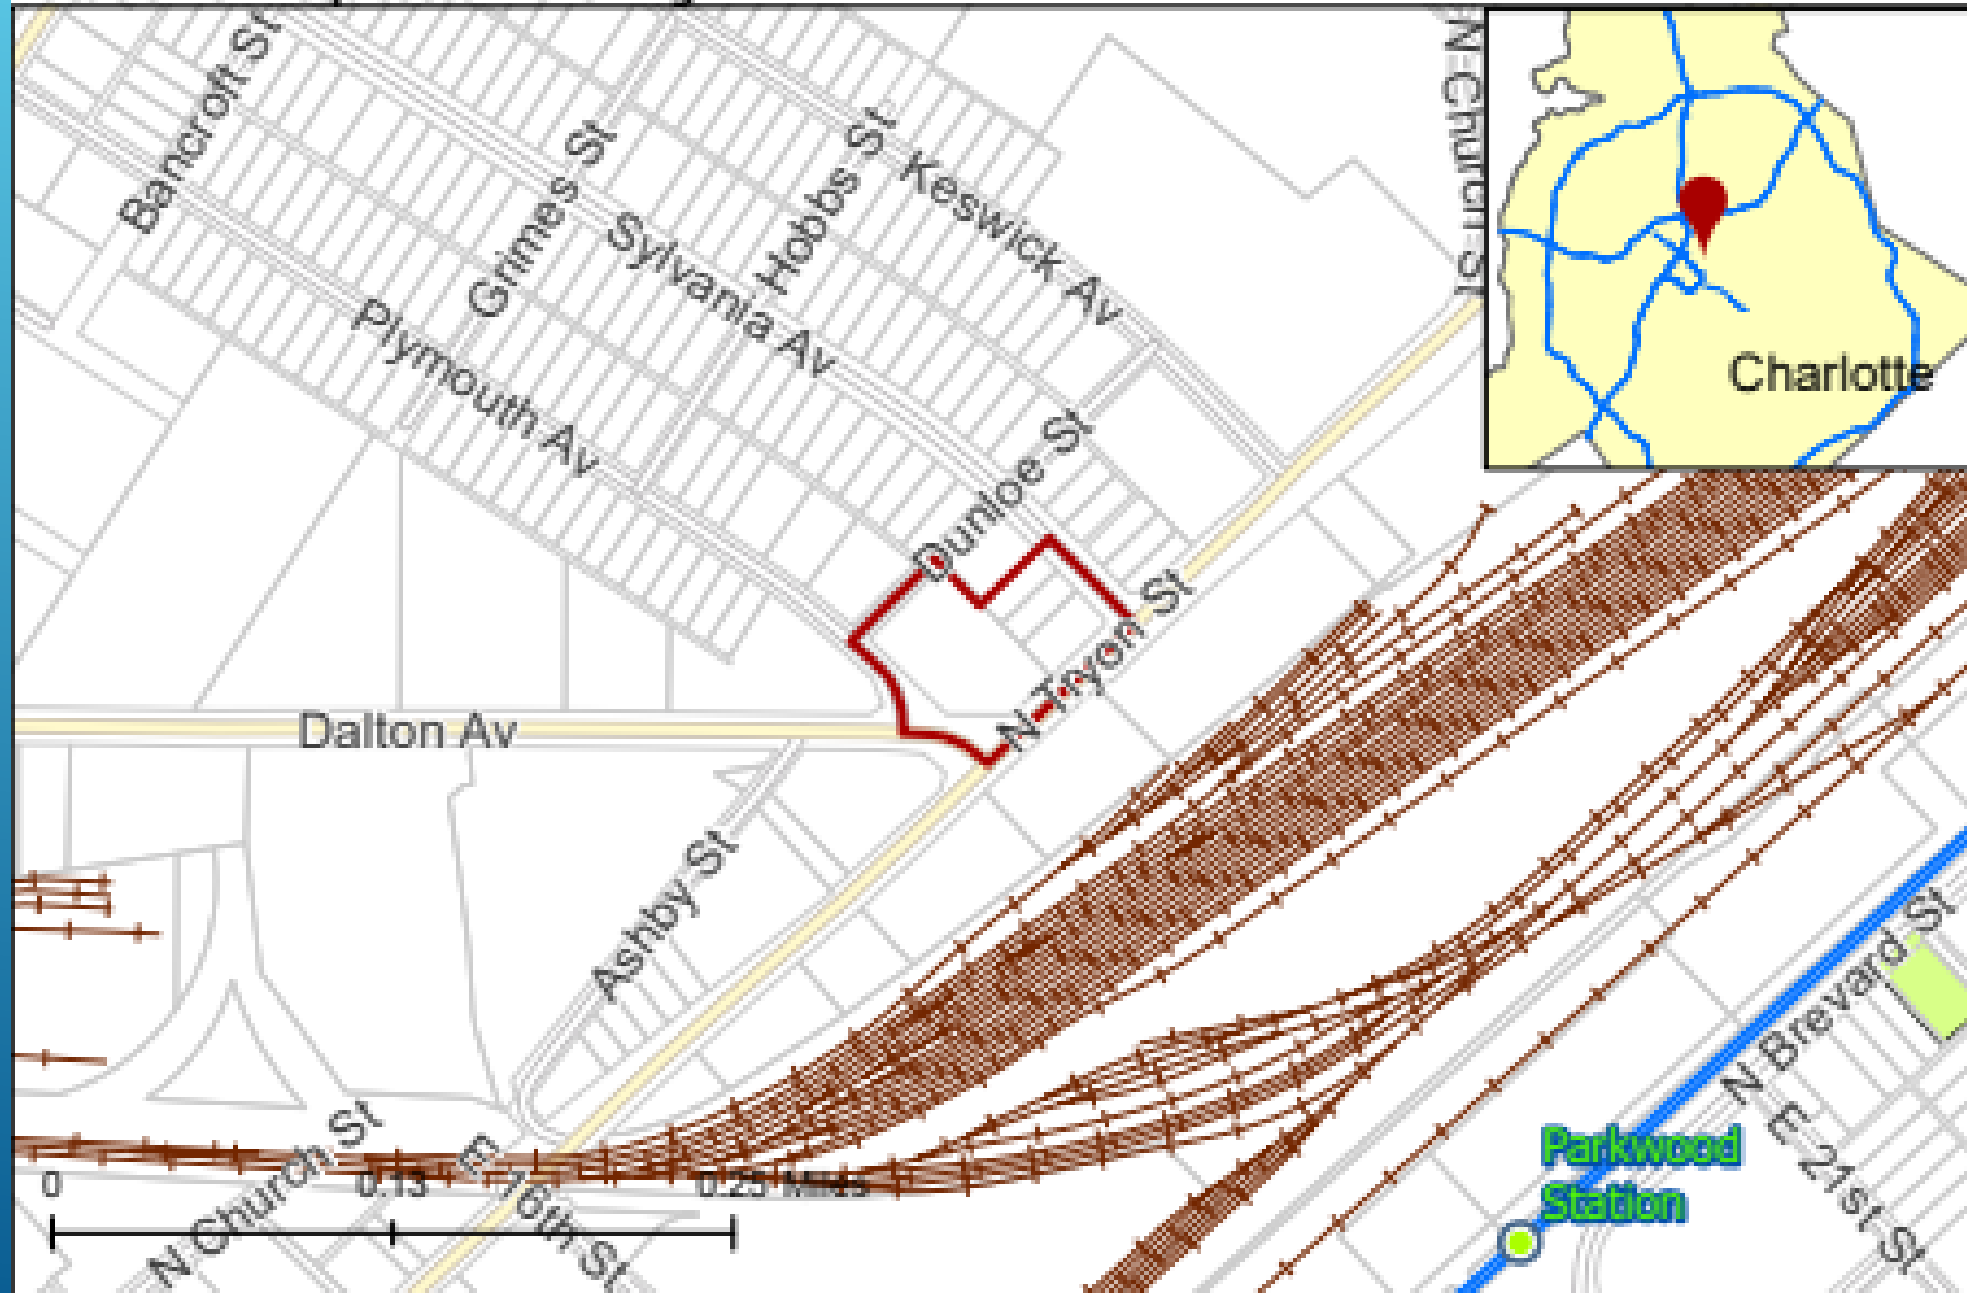 Bancroft St
Grimes St
Hobbs St
Keswick Av
N Church St
Sylvania Av
Plymouth Av
Charlotte
Dunloe St
N Tryon St
Dalton Av
Ashby St
N Brevard St
E 21st St
Parkwood
Station
N Church St
E 16th St
0 0.13 0.25 Miles